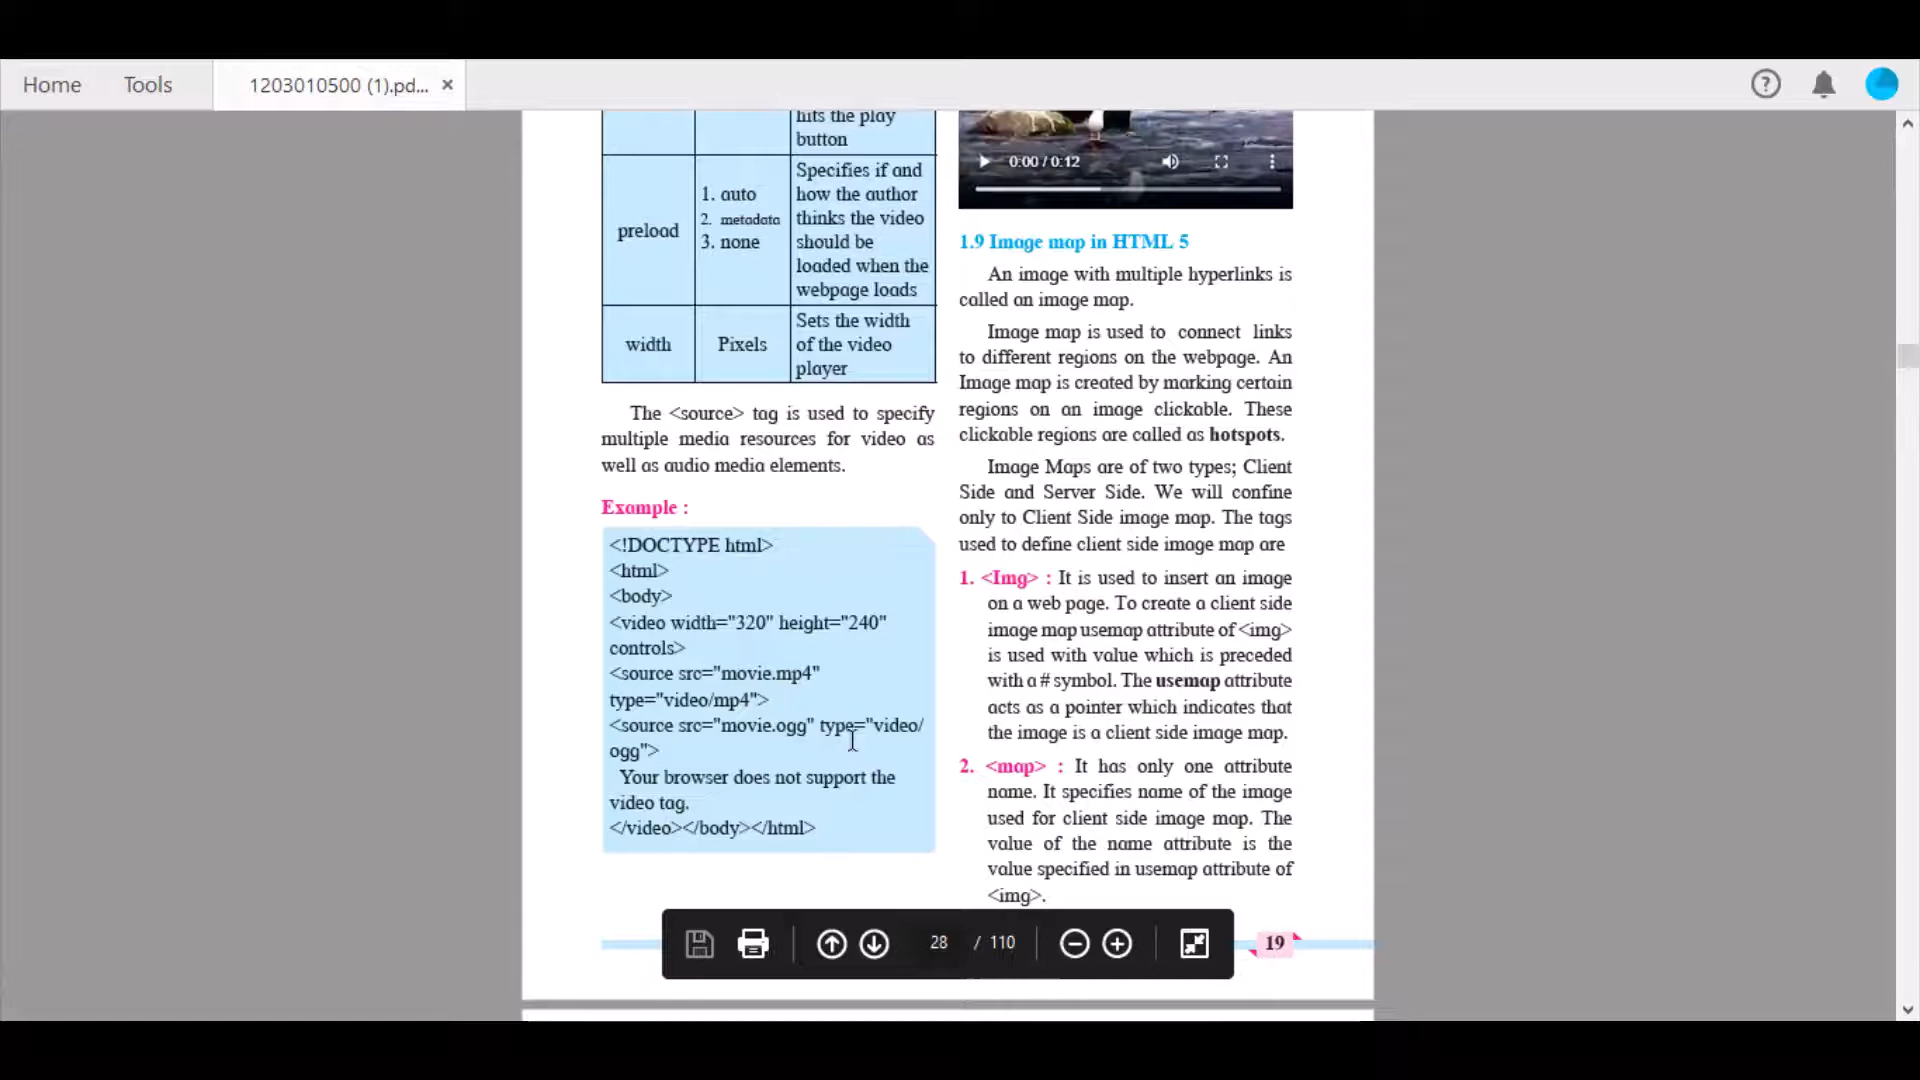 Home
Tools
1203010500 (1).pd...
hits the play
button
preload
1. auto
2. metadata
3. none
Specifies if and
how the author
thinks the video
should be
loaded when the
webpage loads
width
Pixels
Sets the width
of the video
player
The <source> tag is used to specify
multiple media resources for video as
well as audio media elements.
Example :
<!DOCTYPE html>
<html>
<body>
<video width="320" height="240"
controls>
<source src="movie.mp4"
type="video/mp4">
<source src="movie.ogg" type="video/
ogg">
Your browser does not support the
video tag.
</video></body></html>
0:00 / 0:12
1.9 Image map in HTML 5
An image with multiple hyperlinks is
called an image map.
Image map is used to connect links
to different regions on the webpage. An
Image map is created by marking certain
regions on an image clickable. These
clickable regions are called as hotspots.
Image Maps are of two types; Client
Side and Server Side. We will confine
only to Client Side image map. The tags
used to define client side image map are
1. <Img> : It is used to insert an image
on a web page. To create a client side
image map usemap attribute of <img>
is used with value which is preceded
with a # symbol. The usemap attribute
acts as a pointer which indicates that
the image is a client side image map.
2. <map> : It has only one attribute
name. It specifies name of the image
used for client side image map. The
value of the name attribute is the
value specified in usemap attribute of
<img>.
28 / 110
19